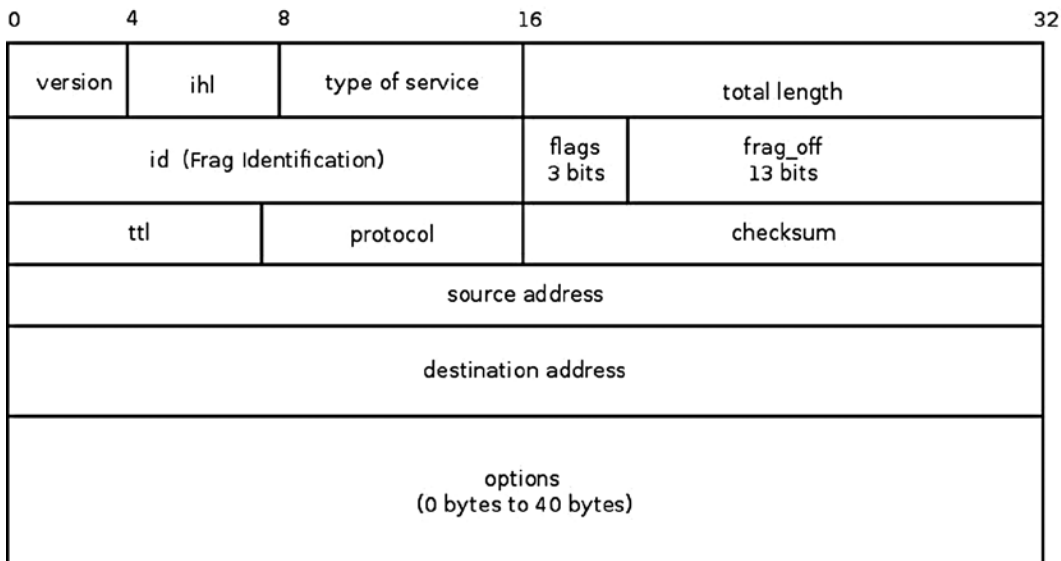 0 4 8 16 32
version ihl type of service total length
id (Frag Identification) flags frag_off
3 bits 13 bits
ttl protocol checksum
source address
destination address
options
(0 bytes to 40 bytes)